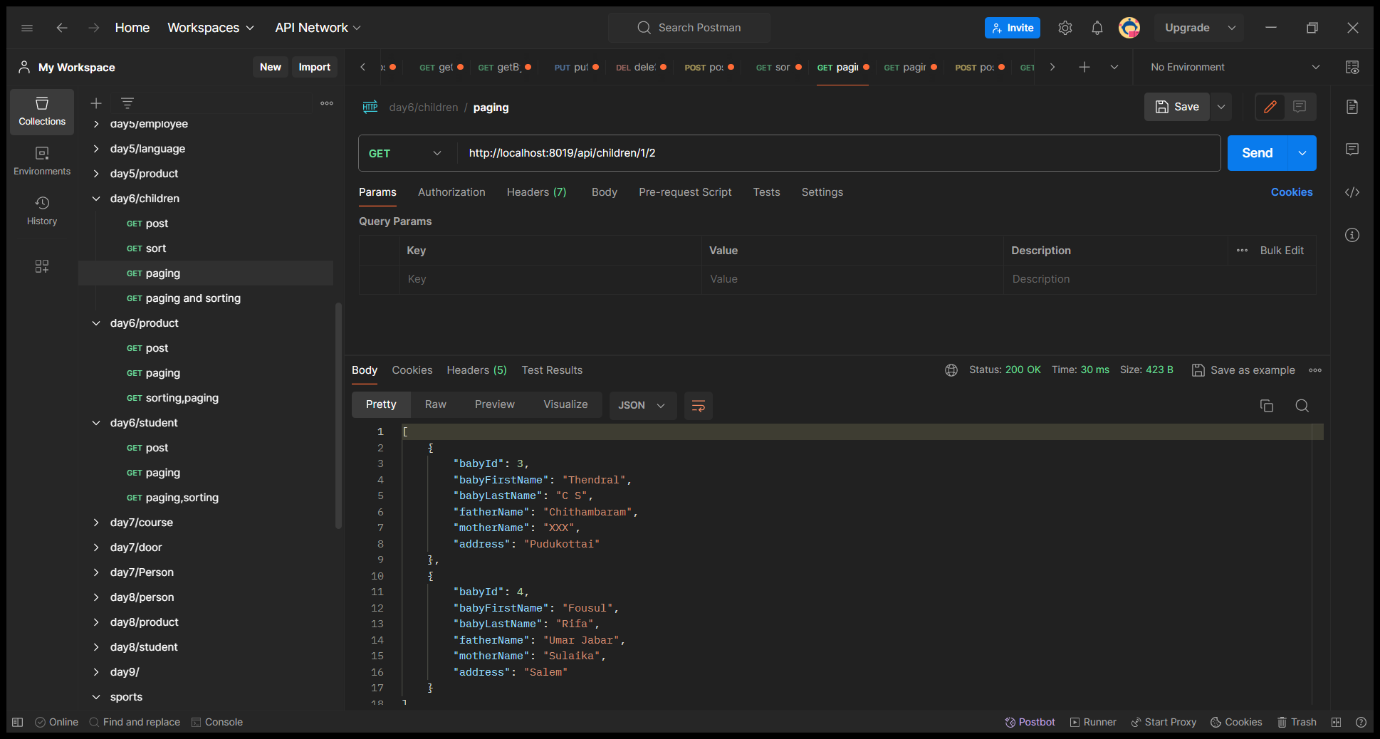 Home Workspaces API Network Search Postman Invite Upgrade
My Workspace New Import
GET get GET getB PUT put DEL delet POST po GET sor GET pagin GET pagin POST po GET No Environment
Collections
Environments
History
day5/employee
day5/language
day5/product
day6/children
GET post
GET sort
GET paging
GET paging and sorting
day6/product
GET post
GET paging
GET sorting,paging
day6/student
GET post
GET paging
GET paging,sorting
day7/course
day7/door
day7/Person
day8/person
day8/product
day8/student
day9/
sports
HTTP day6/children / paging Save
GET http://localhost:8019/api/children/1/2 Send
Params Authorization Headers (7) Body Pre-request Script Tests Settings Cookies
Query Params
Key Value Description Bulk Edit
Key Value Description
Body Cookies Headers (5) Test Results Status: 200 OK Time: 30 ms Size: 423 B Save as example
Pretty Raw Preview Visualize JSON
1 [
2 {
3 "babyId": 3,
4 "babyFirstName": "Thendral",
5 "babyLastName": "C S",
6 "fatherName": "Chithambaram",
7 "motherName": "XXX",
8 "address": "Pudukottai"
9 },
10 {
11 "babyId": 4,
12 "babyFirstName": "Fousul",
13 "babyLastName": "Rifa",
14 "fatherName": "Umar Jabar",
15 "motherName": "Sulaika",
16 "address": "Salem"
17 }
18 ]
Online Find and replace Console Postbot Runner Start Proxy Cookies Trash